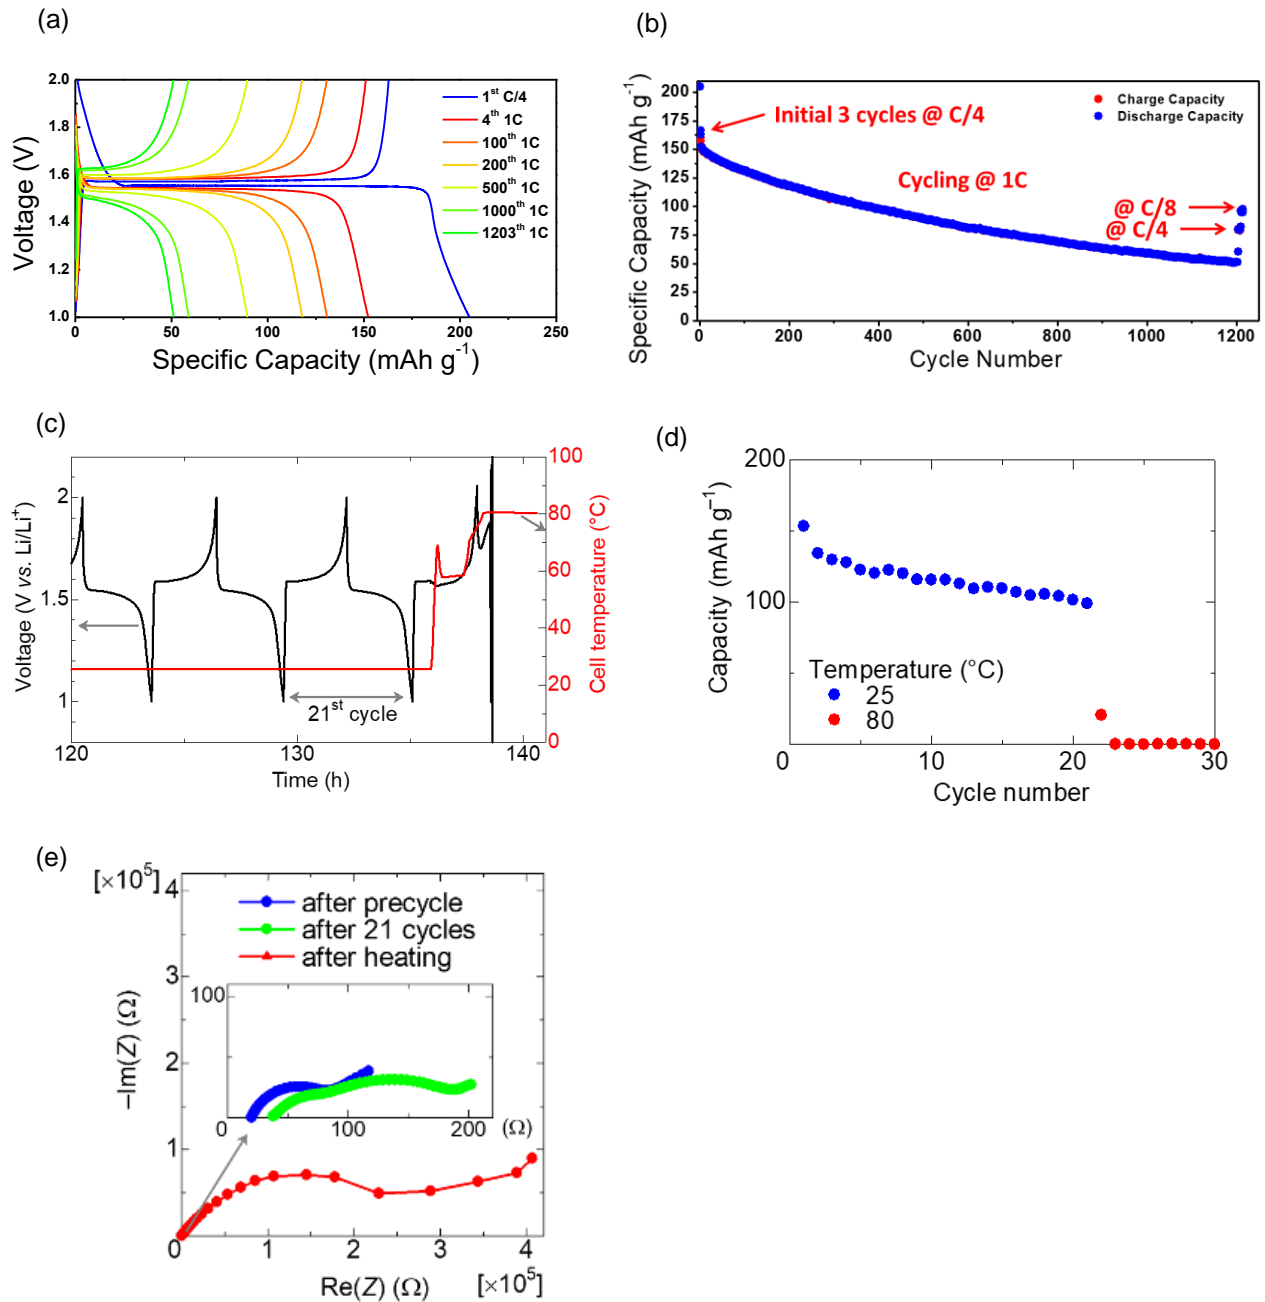 (a)
2.0
1.8
1.6
1.4
1.2
1.0
Voltage (V)
0
50
100
150
200
250
Specific Capacity (mAh g⁻¹)
1ˢᵗ C/4
4ᵗʰ 1C
100ᵗʰ 1C
200ᵗʰ 1C
500ᵗʰ 1C
1000ᵗʰ 1C
1203ᵗʰ 1C
(b)
200
175
150
125
100
75
50
25
0
Specific Capacity (mAh g⁻¹)
0
200
400
600
800
1000
1200
Cycle Number
Initial 3 cycles @ C/4
Charge Capacity
Discharge Capacity
Cycling @ 1C
@ C/8
@ C/4
(c)
2
1.5
1
Voltage (V vs. Li/Li⁺)
100
80
60
40
20
0
Cell temperature (°C)
21ˢᵗ cycle
120
130
140
Time (h)
(d)
200
100
0
Capacity (mAh g⁻¹)
Temperature (°C)
25
80
10
20
30
Cycle number
(e)
[×10⁵]
4
3
2
1
0
−Im(Z) (Ω)
after precycle
after 21 cycles
after heating
100
0
100
200
(Ω)
1
2
3
4
Re(Z) (Ω)
[×10⁵]